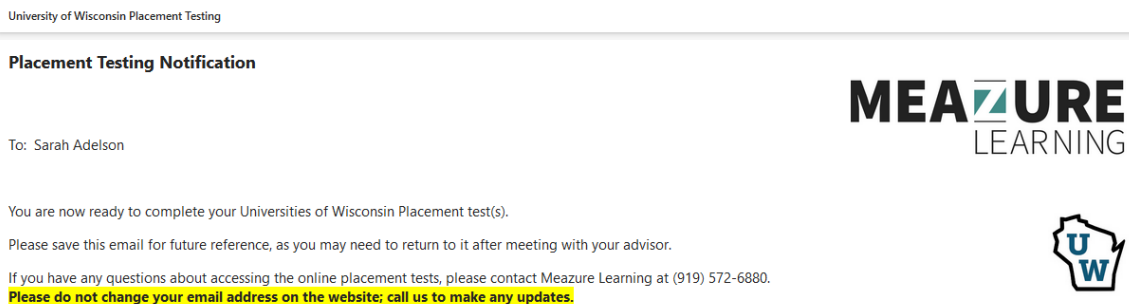 University of Wisconsin Placement Testing
Placement Testing Notification
MEAZURE
LEARNING
To: Sarah Adelson
You are now ready to complete your Universities of Wisconsin Placement test(s).
Please save this email for future reference, as you may need to return to it after meeting with your advisor.
U
W
If you have any questions about accessing the online placement tests, please contact Meazure Learning at (919) 572-6880.
Please do not change your email address on the website; call us to make any updates.